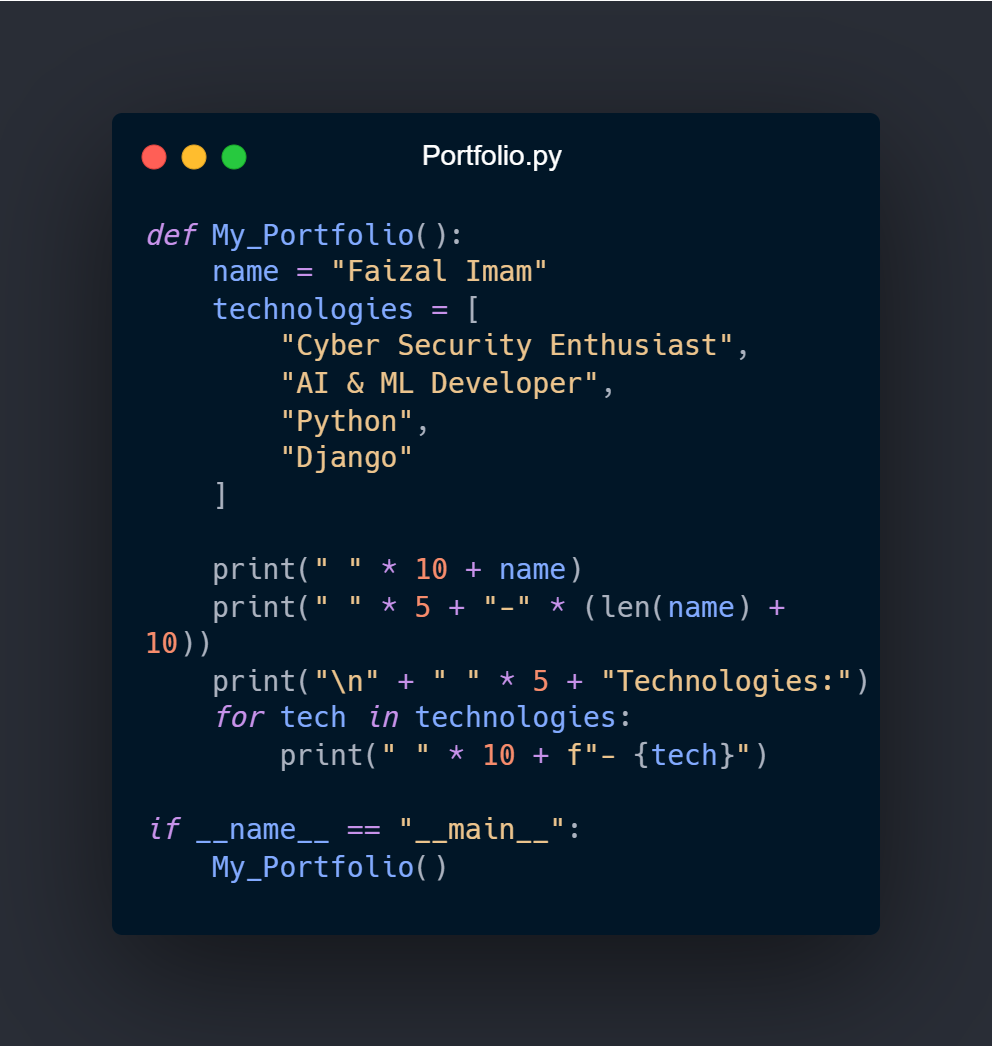 Portfolio.py
def My_Portfolio():
    name = "Faizal Imam"
    technologies = [
        "Cyber Security Enthusiast",
        "AI & ML Developer",
        "Python",
        "Django"
    ]
    print(" " * 10 + name)
    print(" " * 5 + "-" * (len(name) +
10))
    print("\n" + " " * 5 + "Technologies:")
    for tech in technologies:
        print(" " * 10 + f"- {tech}")
if __name__ == "__main__":
    My_Portfolio()